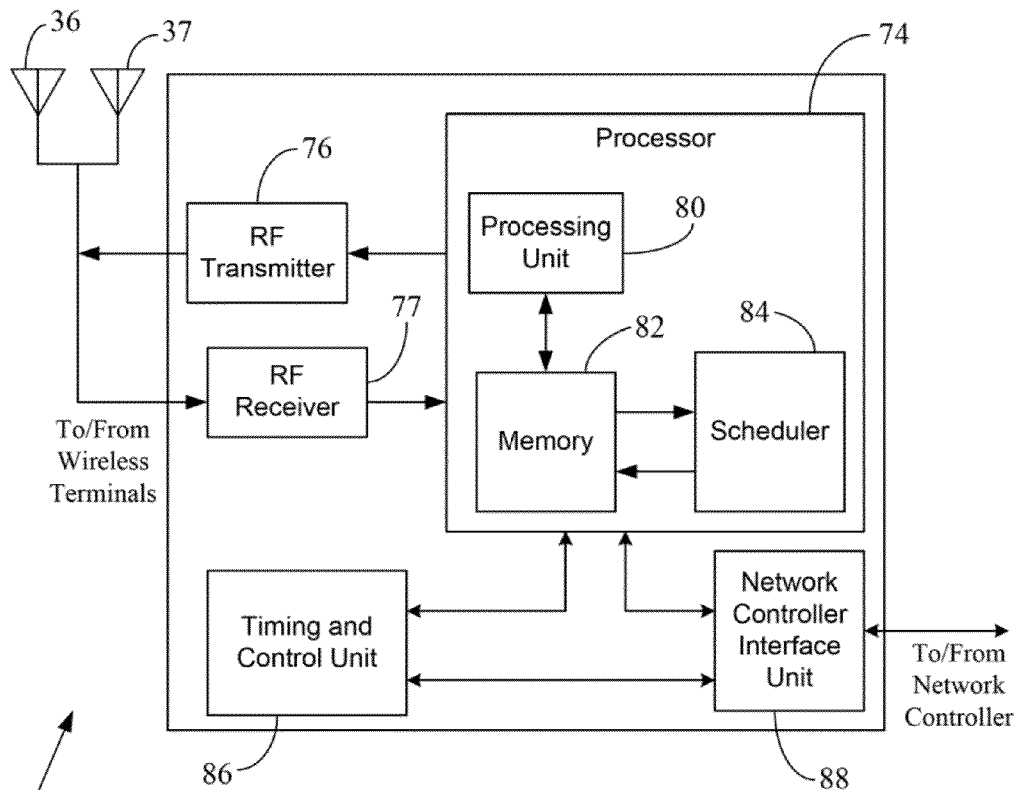 36
37
74
Processor
76
RF
Transmitter
Processing
Unit
80
77
RF
Receiver
82
84
Memory
Scheduler
To/From
Wireless
Terminals
Timing and
Control Unit
Network
Controller
Interface
Unit
To/From
Network
Controller
86
88